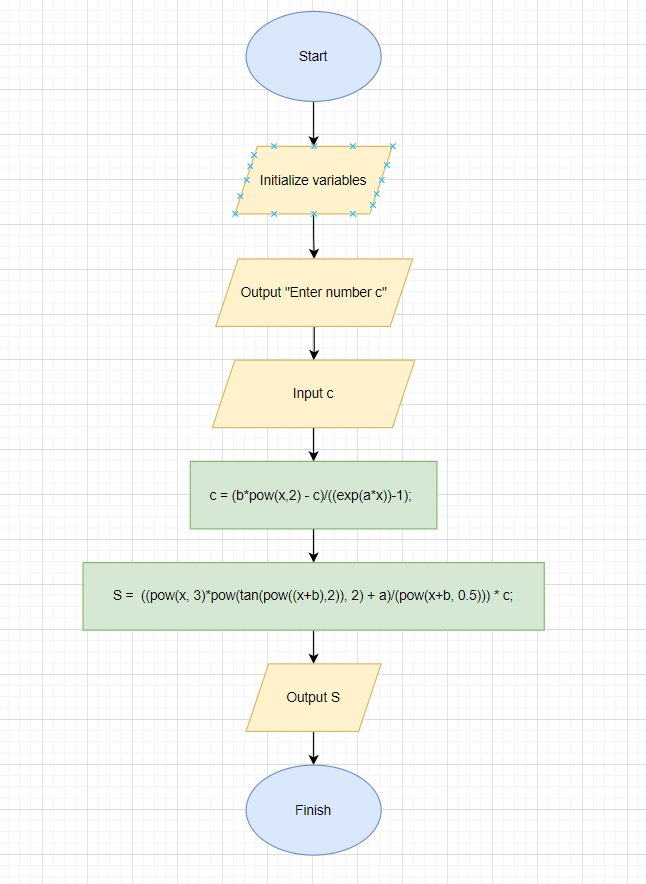 Start
Initialize variables
Output "Enter number c"
Input c
c = (b*pow(x,2) - c)/((exp(a*x))-1);
S =  ((pow(x, 3)*pow(tan(pow((x+b),2)), 2) + a)/(pow(x+b, 0.5))) * c;
Output S
Finish